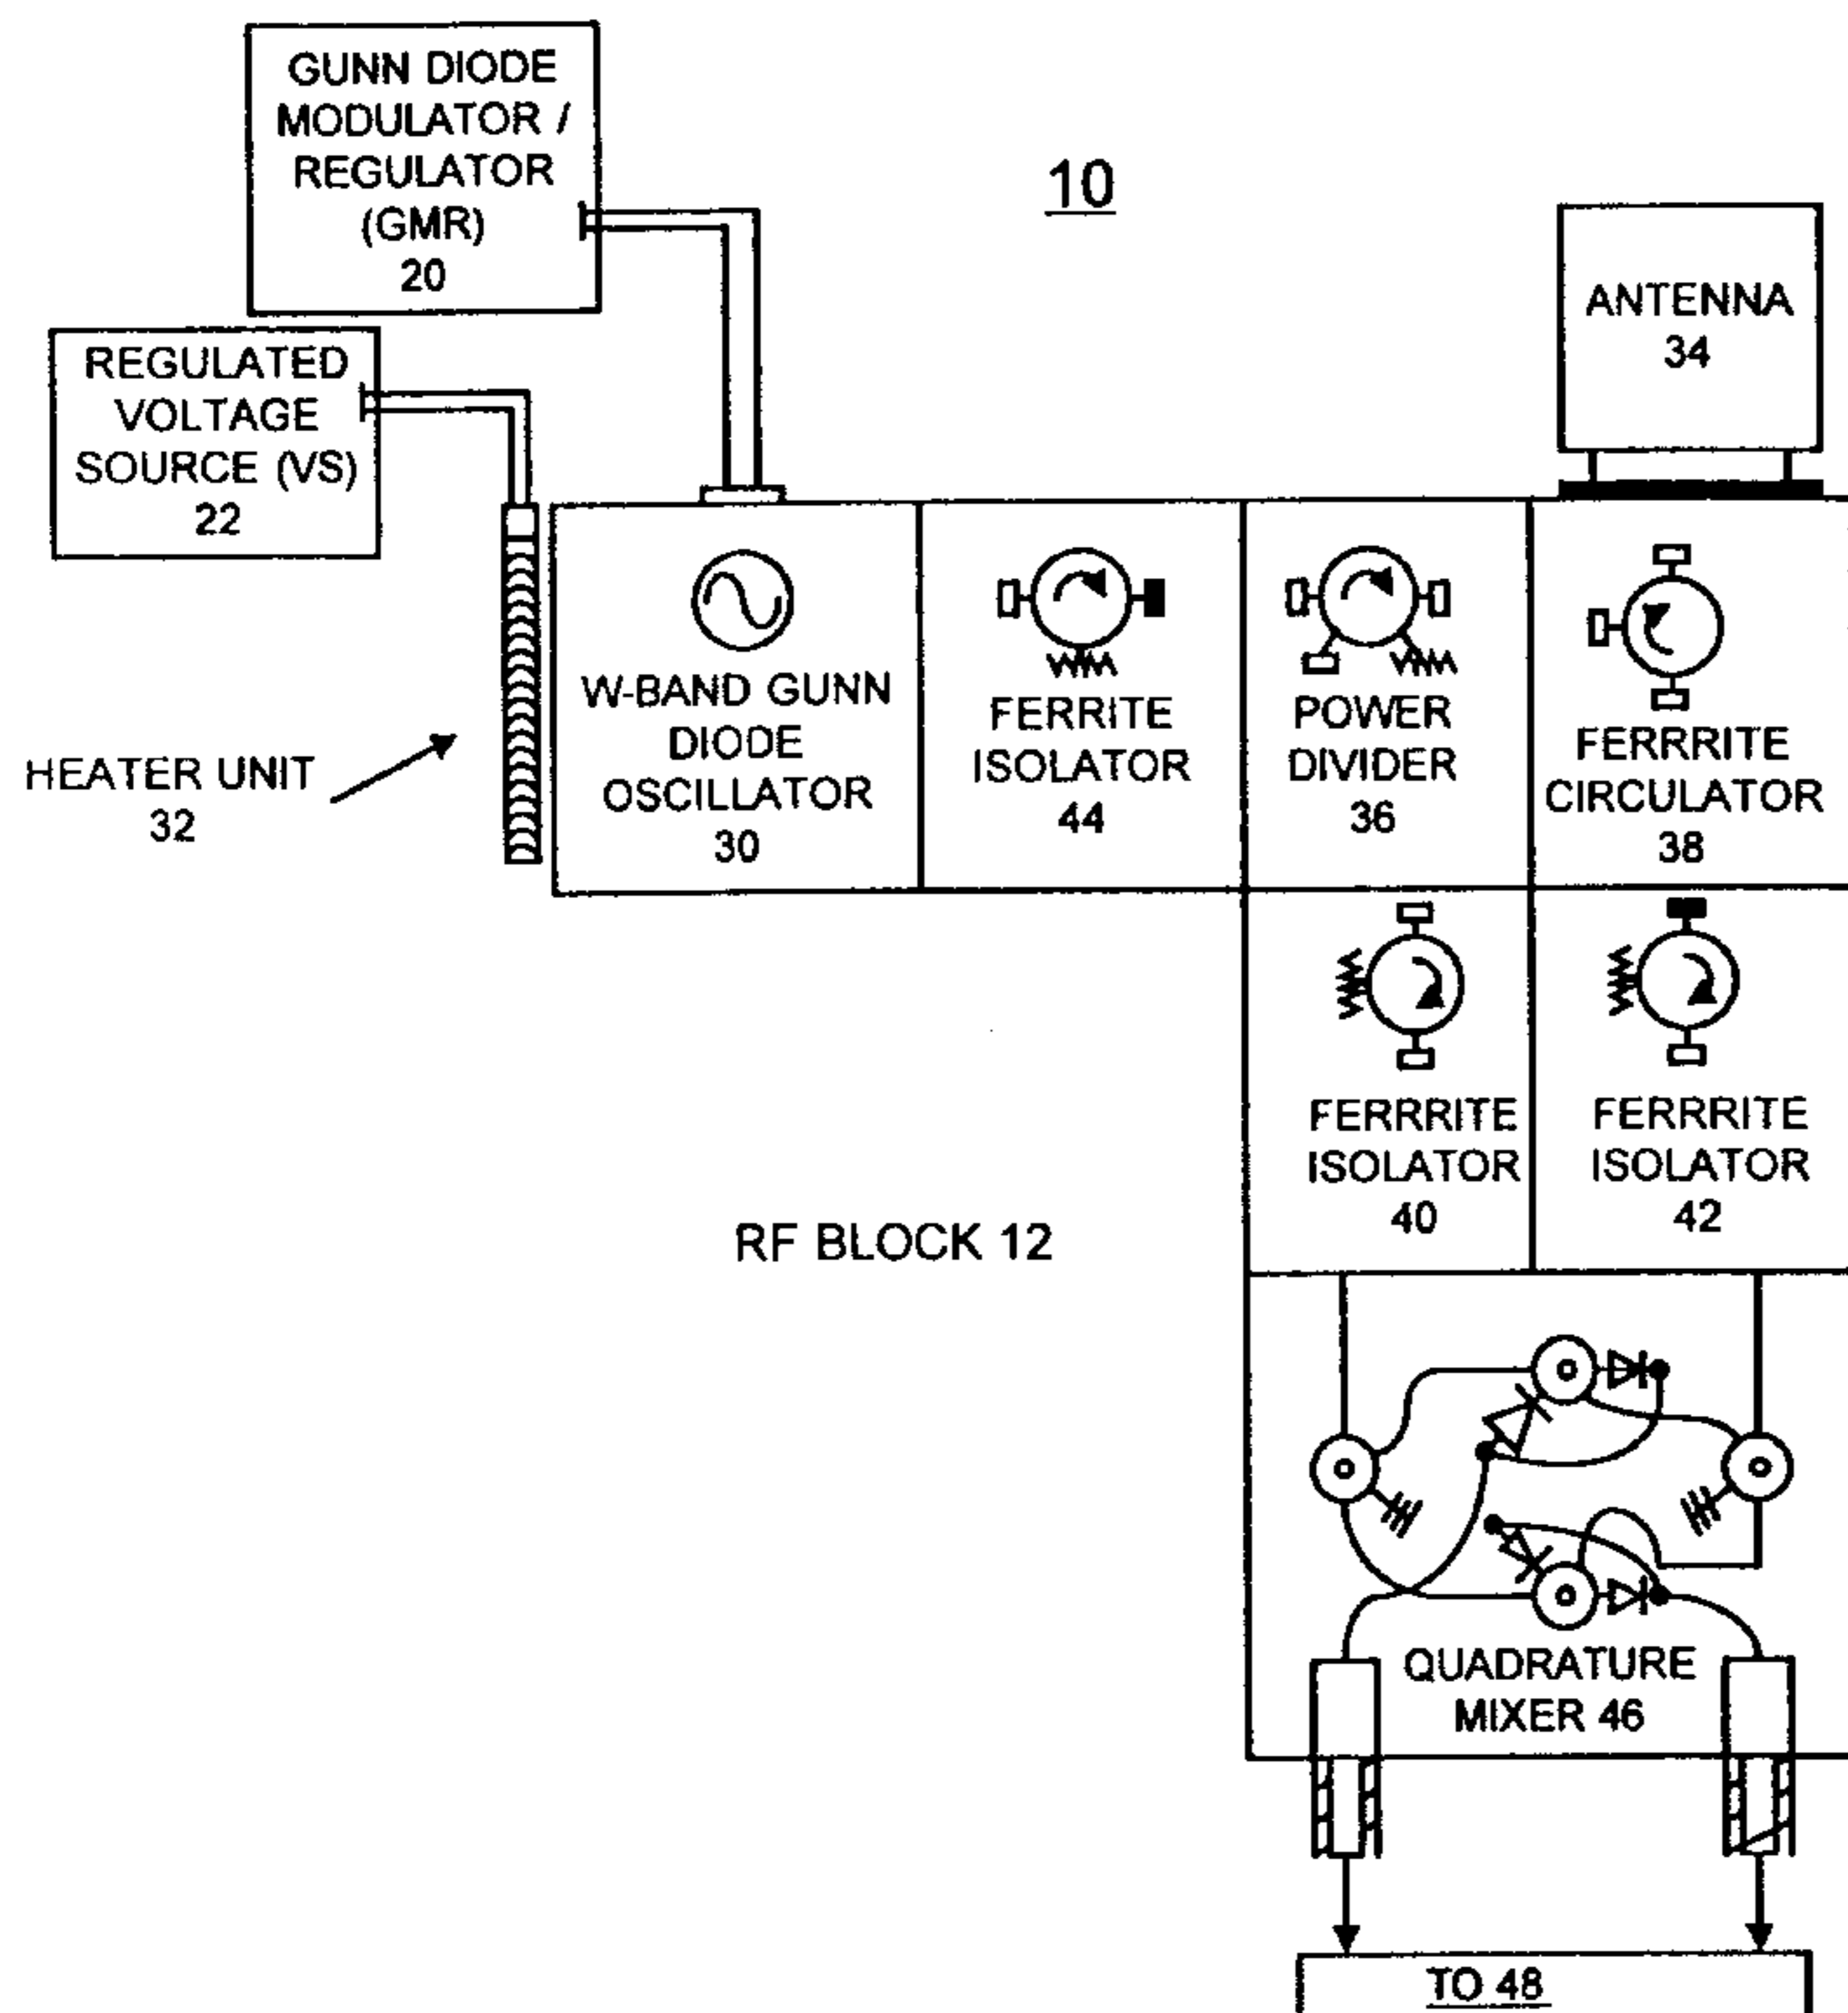 GUNN DIODE
MODULATOR /
REGULATOR
(GMR)
20
10
REGULATED
VOLTAGE
SOURCE (VS)
22
ANTENNA
34
HEATER UNIT
32
W-BAND GUNN
DIODE
OSCILLATOR
30
FERRITE
ISOLATOR
44
POWER
DIVIDER
36
FERRRITE
CIRCULATOR
38
FERRRITE
ISOLATOR
40
FERRRITE
ISOLATOR
42
RF BLOCK 12
QUADRATURE
MIXER 46
TO 48